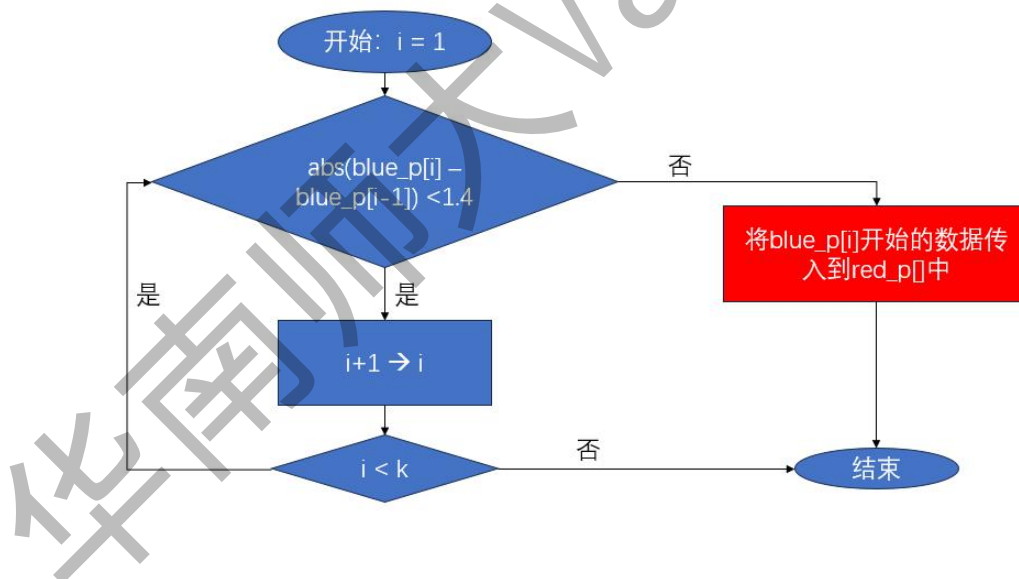 开始：i = 1
abs(blue_p[i] –
blue_p[i-1]) <1.4
否
将blue_p[i]开始的数据传
入到red_p[]中
是
是
i+1 → i
i < k
否
结束
华南师大Va